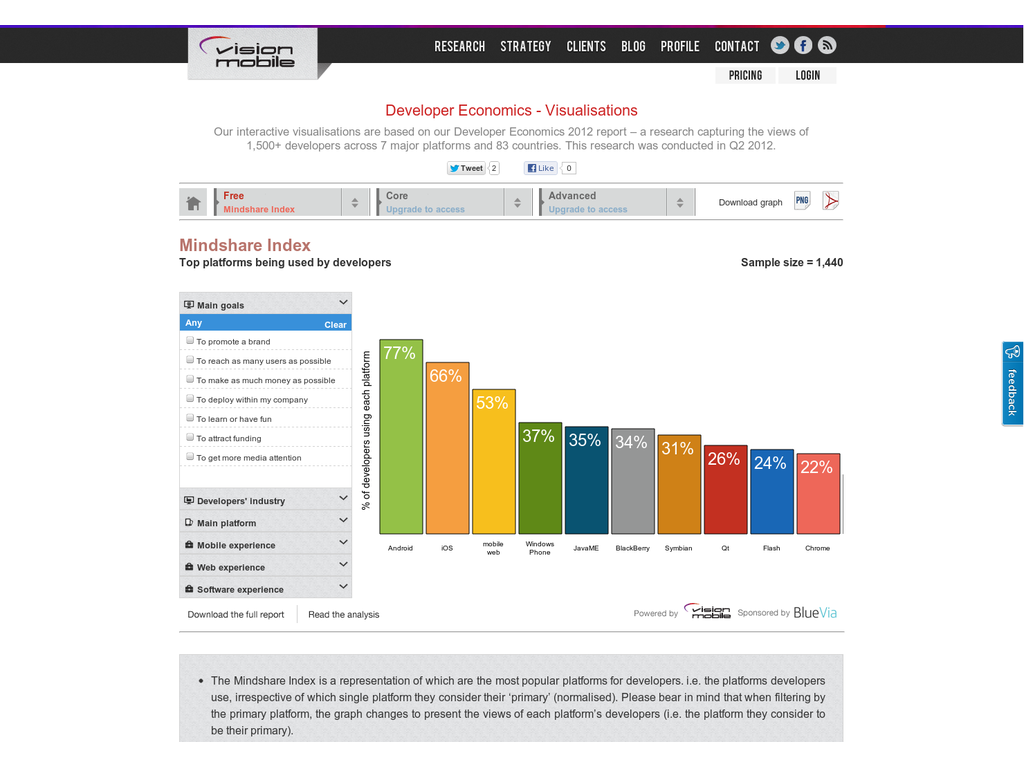 vision mobile
RESEARCH STRATEGY CLIENTS BLOG PROFILE CONTACT
PRICING LOGIN
Developer Economics - Visualisations
Our interactive visualisations are based on our Developer Economics 2012 report – a research capturing the views of
1,500+ developers across 7 major platforms and 83 countries. This research was conducted in Q2 2012.
Tweet 2 Like 0
Free
Mindshare Index
Core
Upgrade to access
Advanced
Upgrade to access
Download graph PNG
Mindshare Index
Top platforms being used by developers
Sample size = 1,440
Main goals
Any Clear
To promote a brand
To reach as many users as possible
To make as much money as possible
To deploy within my company
To learn or have fun
To attract funding
To get more media attention
Developers' industry
Main platform
Mobile experience
Web experience
Software experience
% of developers using each platform
77%
66%
53%
37%
35%
34%
31%
26%
24%
22%
Android
iOS
mobile
web
Windows
Phone
JavaME
BlackBerry
Symbian
Qt
Flash
Chrome
feedback
Download the full report Read the analysis
Powered by vision mobile Sponsored by BlueVia
• The Mindshare Index is a representation of which are the most popular platforms for developers. i.e. the platforms developers
use, irrespective of which single platform they consider their ‘primary’ (normalised). Please bear in mind that when filtering by
the primary platform, the graph changes to present the views of each platform’s developers (i.e. the platform they consider to
be their primary).